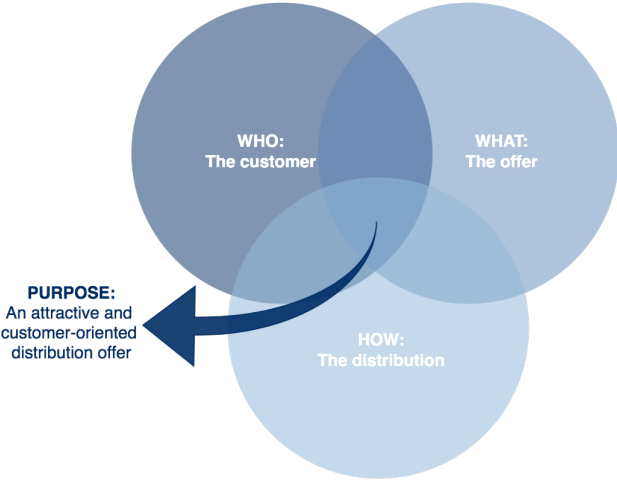 WHO:
The customer
WHAT:
The offer
PURPOSE:
An attractive and
customer-oriented
distribution offer
HOW:
The distribution